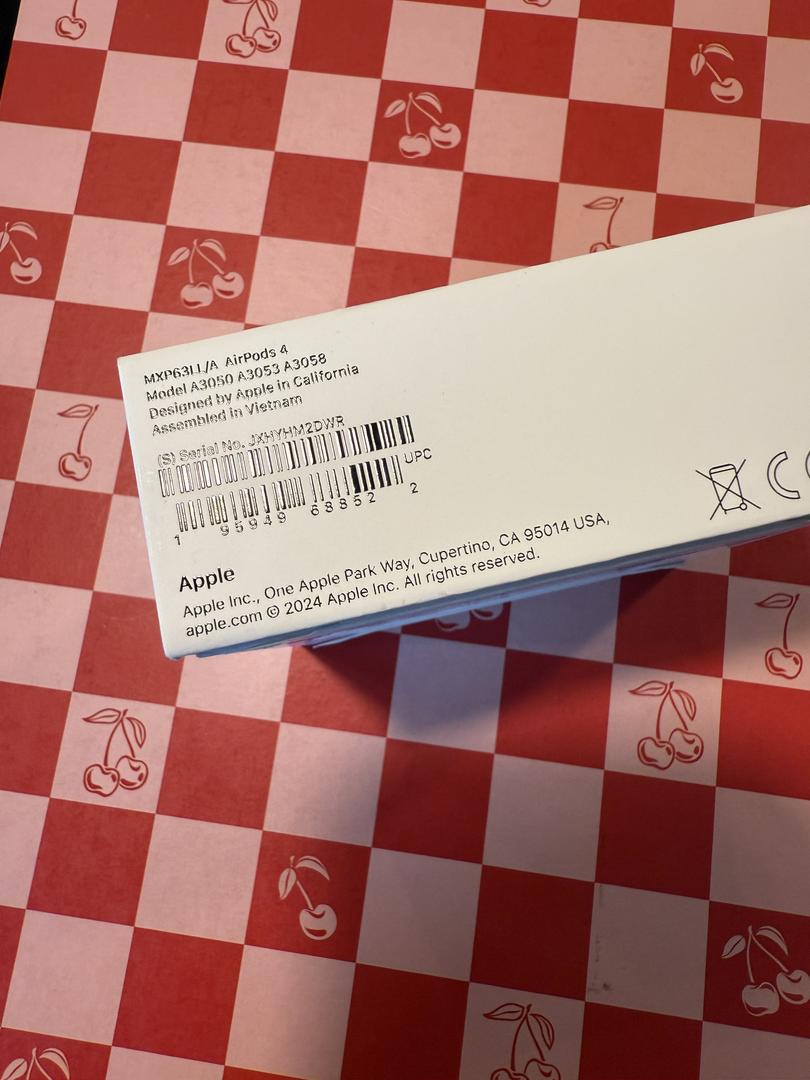 MXP63LL/A AirPods 4
Model A3050 A3053 A3058
Designed by Apple in California
Assembled in Vietnam
(S) Serial No. JXHYHM2DWR
UPC
1 95949 68852 2
Apple
Apple Inc., One Apple Park Way, Cupertino, CA 95014 USA,
apple.com © 2024 Apple Inc. All rights reserved.